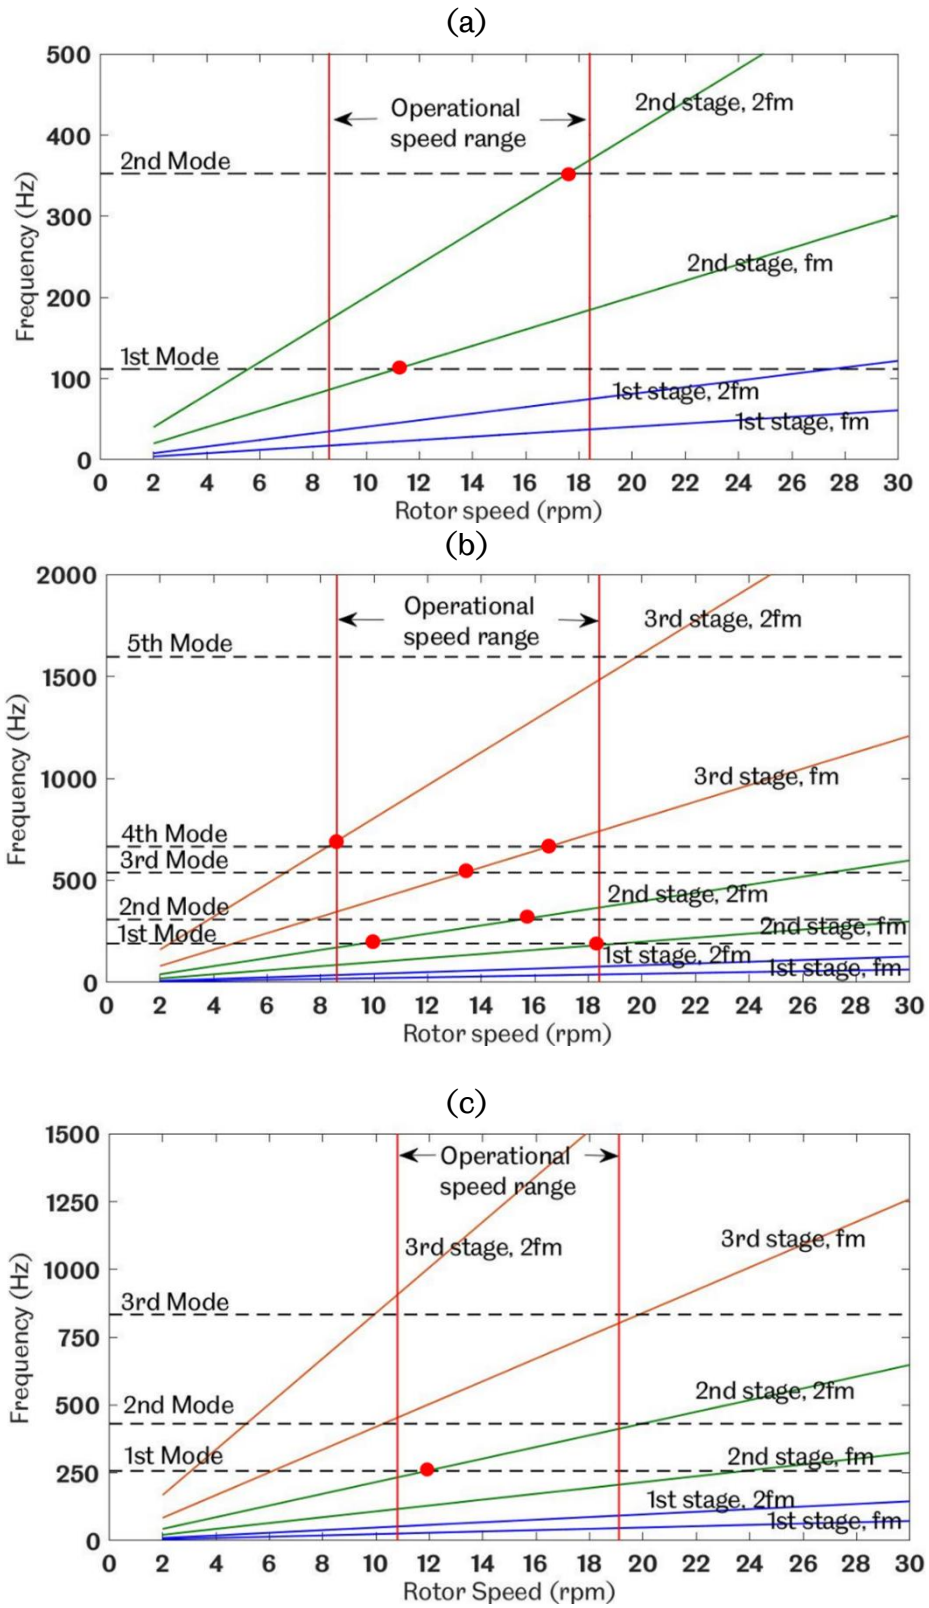 (a)
500
400
300
200
100
0
Frequency (Hz)
Operational
speed range
2nd stage, 2fm
2nd Mode
2nd stage, fm
1st Mode
1st stage, 2fm
1st stage, fm
0 2 4 6 8 10 12 14 16 18 20 22 24 26 28 30
Rotor speed (rpm)
(b)
2000
1500
1000
500
0
Frequency (Hz)
Operational
speed range
3rd stage, 2fm
5th Mode
3rd stage, fm
4th Mode
3rd Mode
2nd stage, 2fm
2nd Mode
2nd stage, fm
1st Mode
1st stage, 2fm
1st stage, fm
0 2 4 6 8 10 12 14 16 18 20 22 24 26 28 30
Rotor speed (rpm)
(c)
1500
1250
1000
750
500
250
0
Frequency (Hz)
Operational
speed range
3rd stage, 2fm
3rd stage, fm
3rd Mode
2nd stage, 2fm
2nd Mode
2nd stage, fm
1st Mode
1st stage, 2fm
1st stage, fm
0 2 4 6 8 10 12 14 16 18 20 22 24 26 28 30
Rotor Speed (rpm)